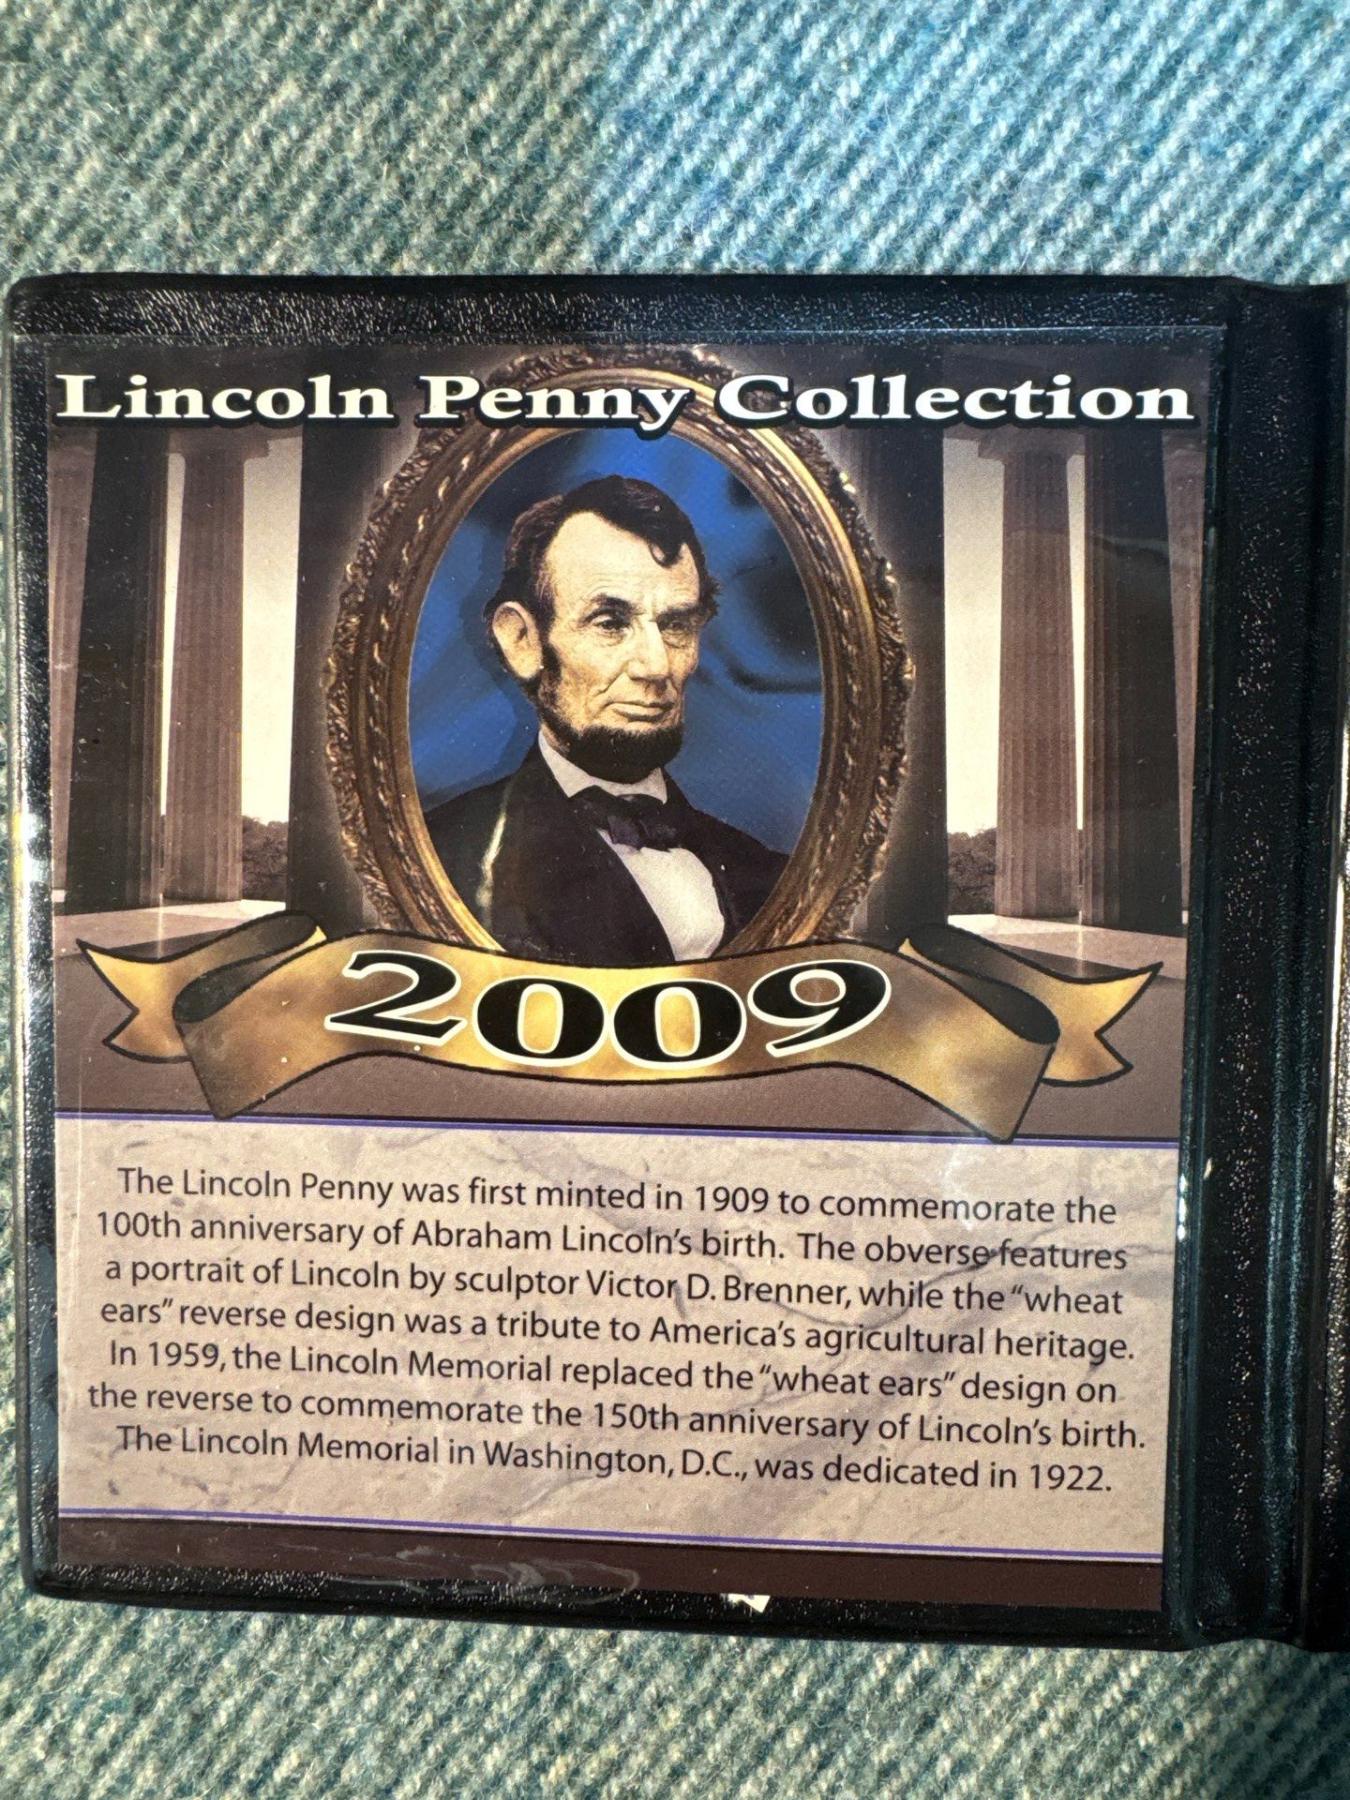 Lincoln Penny Collection
2009
The Lincoln Penny was first minted in 1909 to commemorate the
100th anniversary of Abraham Lincoln's birth. The obverse features
a portrait of Lincoln by sculptor Victor D. Brenner, while the "wheat
ears" reverse design was a tribute to America's agricultural heritage.
In 1959, the Lincoln Memorial replaced the "wheat ears" design on
the reverse to commemorate the 150th anniversary of Lincoln's birth.
The Lincoln Memorial in Washington, D.C., was dedicated in 1922.